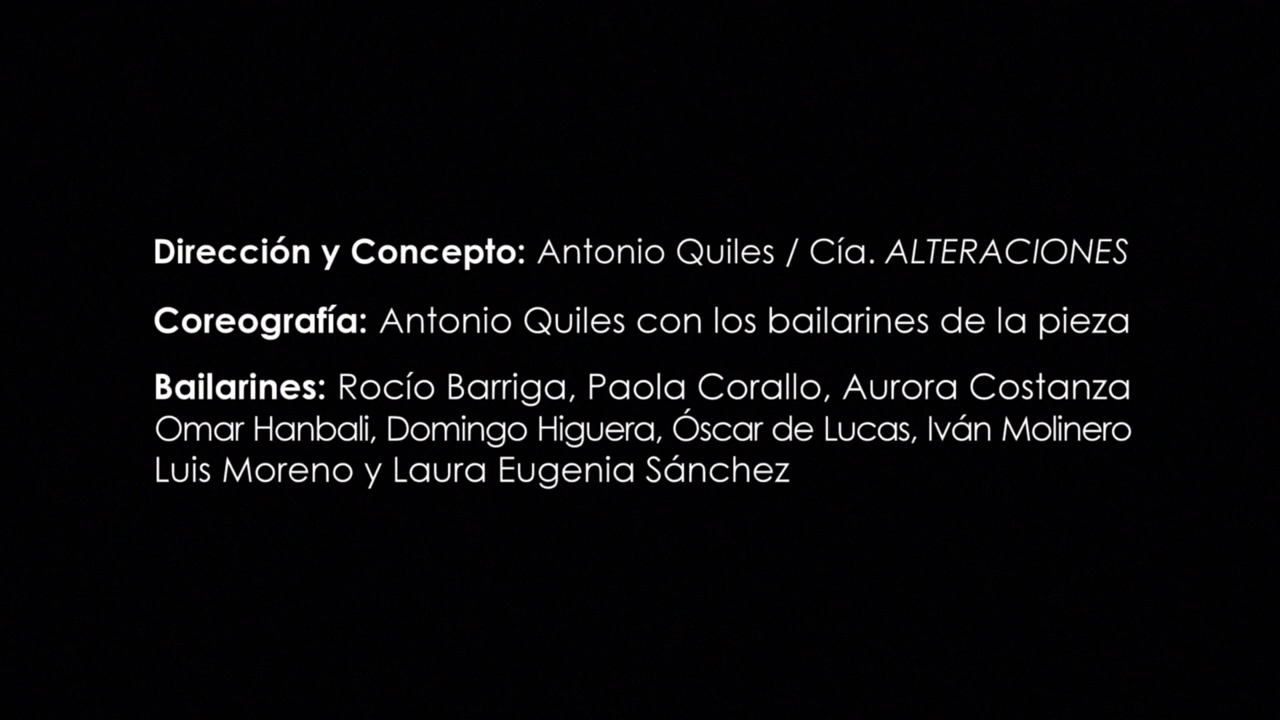 Dirección y Concepto: Antonio Quiles / Cía. ALTERACIONES
Coreografía: Antonio Quiles con los bailarines de la pieza
Bailarines: Rocío Barriga, Paola Corallo, Aurora Costanza
Omar Hanbali, Domingo Higuera, Óscar de Lucas, Iván Molinero
Luis Moreno y Laura Eugenia Sánchez